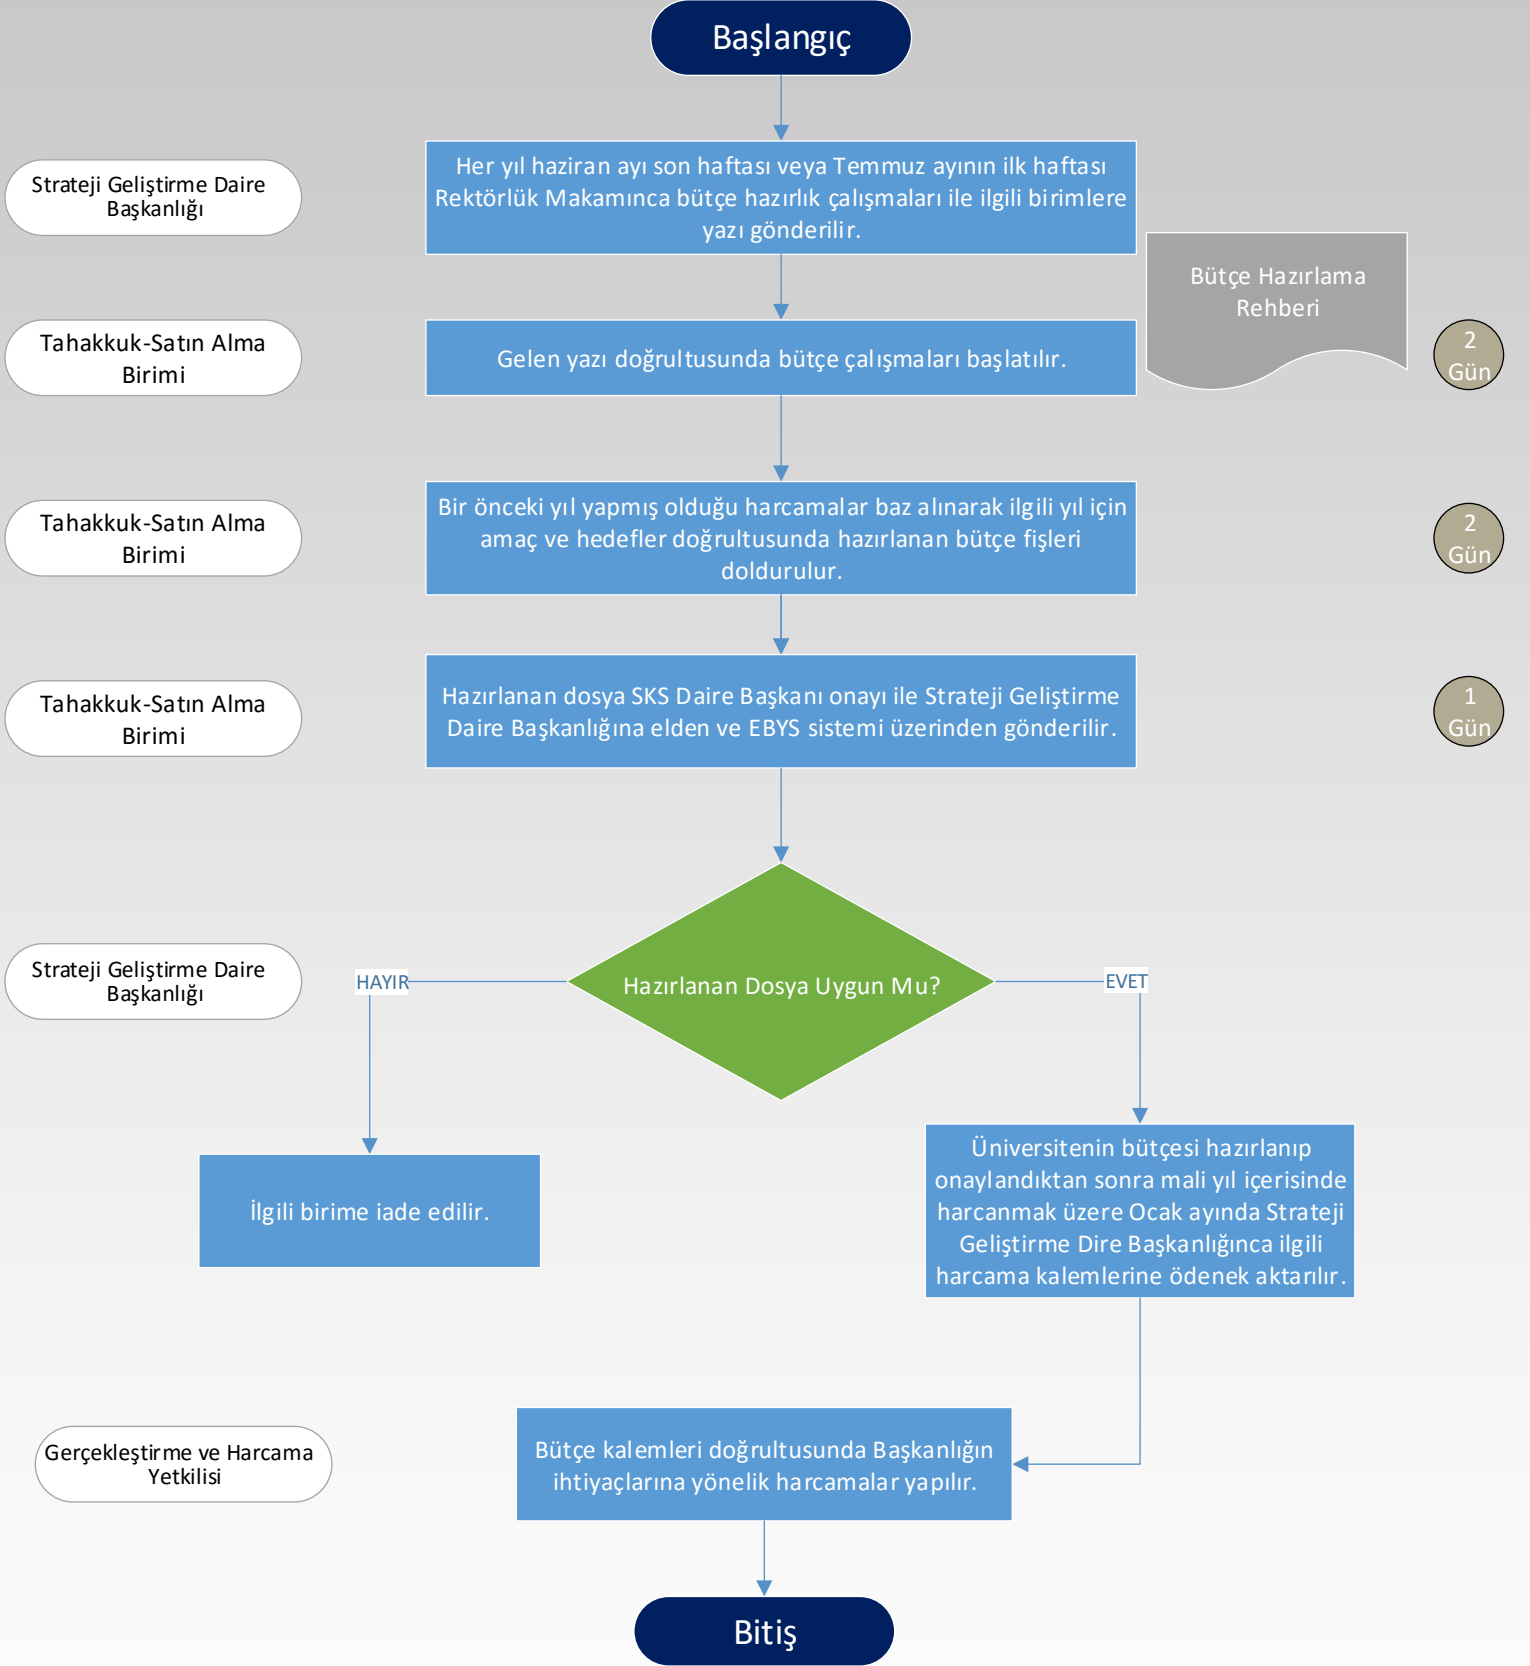 Başlangıç
Strateji Geliştirme Daire
Başkanlığı
Her yıl haziran ayı son haftası veya Temmuz ayının ilk haftası
Rektörlük Makamınca bütçe hazırlık çalışmaları ile ilgili birimlere
yazı gönderilir.
Bütçe Hazırlama
Rehberi
Tahakkuk-Satın Alma
Birimi
Gelen yazı doğrultusunda bütçe çalışmaları başlatılır.
2
Gün
Tahakkuk-Satın Alma
Birimi
Bir önceki yıl yapmış olduğu harcamalar baz alınarak ilgili yıl için
amaç ve hedefler doğrultusunda hazırlanan bütçe fişleri
doldurulur.
2
Gün
Tahakkuk-Satın Alma
Birimi
Hazırlanan dosya SKS Daire Başkanı onayı ile Strateji Geliştirme
Daire Başkanlığına elden ve EBYS sistemi üzerinden gönderilir.
1
Gün
Strateji Geliştirme Daire
Başkanlığı
HAYIR
Hazırlanan Dosya Uygun Mu?
EVET
İlgili birime iade edilir.
Üniversitenin bütçesi hazırlanıp
onaylandıktan sonra mali yıl içerisinde
harcanmak üzere Ocak ayında Strateji
Geliştirme Dire Başkanlığınca ilgili
harcama kalemlerine ödenek aktarılır.
Gerçekleştirme ve Harcama
Yetkilisi
Bütçe kalemleri doğrultusunda Başkanlığın
ihtiyaçlarına yönelik harcamalar yapılır.
Bitiş